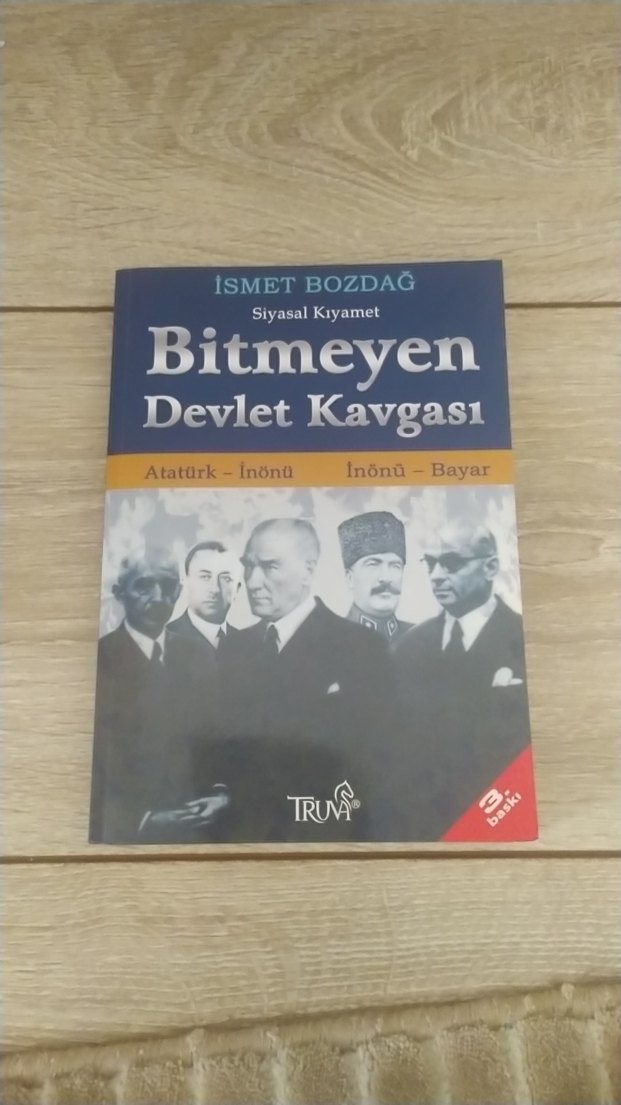 İSMET BOZDAĞ
Siyasal Kıyamet
Bitmeyen
Devlet Kavgası
Atatürk – İnönü İnönü – Bayar
TRUVA®
3.
baskı